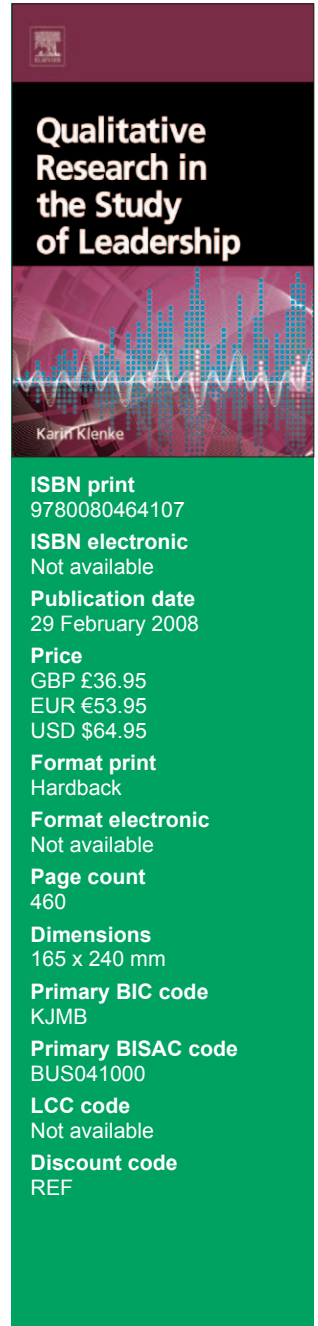 Qualitative
Research in
the Study
of Leadership
Karin Klenke
ISBN print
9780080464107
ISBN electronic
Not available
Publication date
29 February 2008
Price
GBP £36.95
EUR €53.95
USD $64.95
Format print
Hardback
Format electronic
Not available
Page count
460
Dimensions
165 x 240 mm
Primary BIC code
KJMB
Primary BISAC code
BUS041000
LCC code
Not available
Discount code
REF